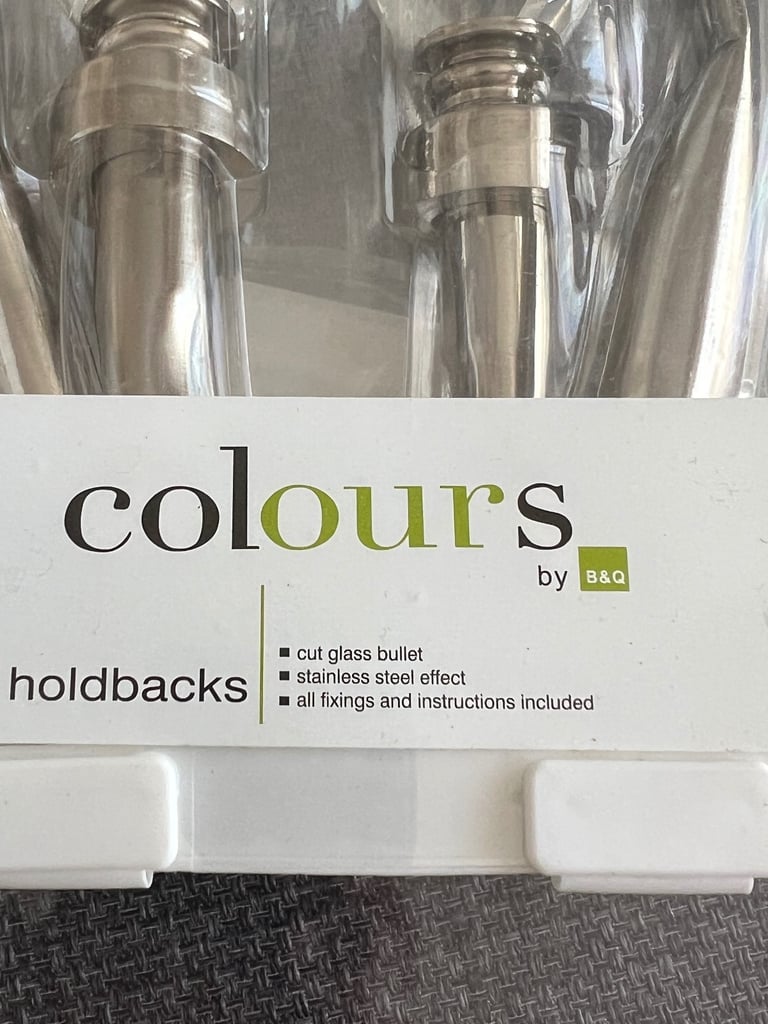 colours
by B&Q
holdbacks
▪ cut glass bullet
▪ stainless steel effect
▪ all fixings and instructions included